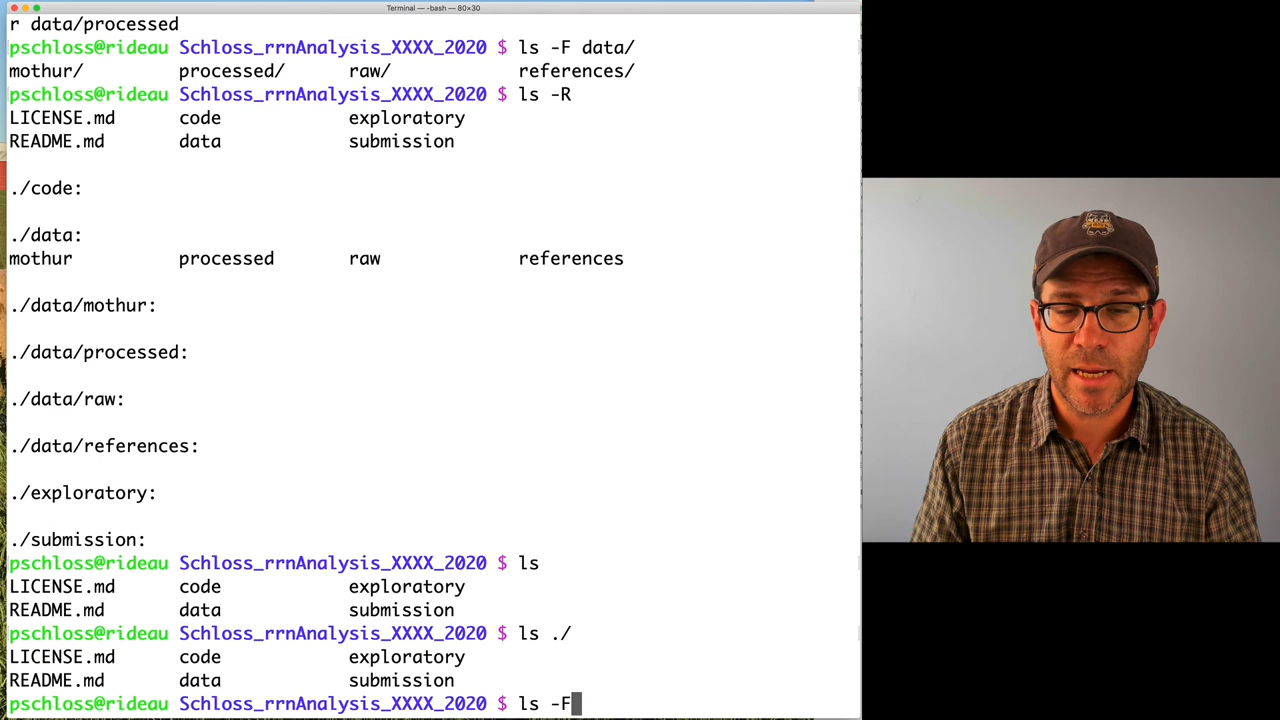 Terminal — -bash — 80×30
r data/processed
pschloss@rideau Schloss_rrnAnalysis_XXXX_2020 $ ls -F data/
mothur/ processed/ raw/ references/
pschloss@rideau Schloss_rrnAnalysis_XXXX_2020 $ ls -R
LICENSE.md code exploratory
README.md data submission
./code:
./data:
mothur processed raw references
./data/mothur:
./data/processed:
./data/raw:
./data/references:
./exploratory:
./submission:
pschloss@rideau Schloss_rrnAnalysis_XXXX_2020 $ ls
LICENSE.md code exploratory
README.md data submission
pschloss@rideau Schloss_rrnAnalysis_XXXX_2020 $ ls ./
LICENSE.md code exploratory
README.md data submission
pschloss@rideau Schloss_rrnAnalysis_XXXX_2020 $ ls -F